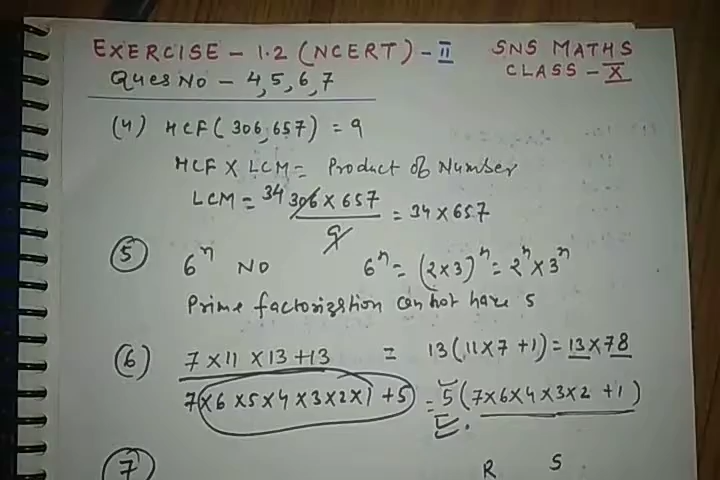 EXERCISE - 1.2 (NCERT) - II SNS MATHS
QUES NO - 4,5,6,7 CLASS - X
(4) HCF(306,657) = 9
HCF X LCM = Product of Number
LCM = 34 306 × 657 / 9 = 34 × 657
(5) 6ⁿ NO 6ⁿ = (2×3)ⁿ = 2ⁿ × 3ⁿ
Prime factorization can not have 5
(6) 7×11×13+13 = 13(11×7+1) = 13×78
7×6×5×4×3×2×1+5 = 5(7×6×4×3×2+1)
(7) R S